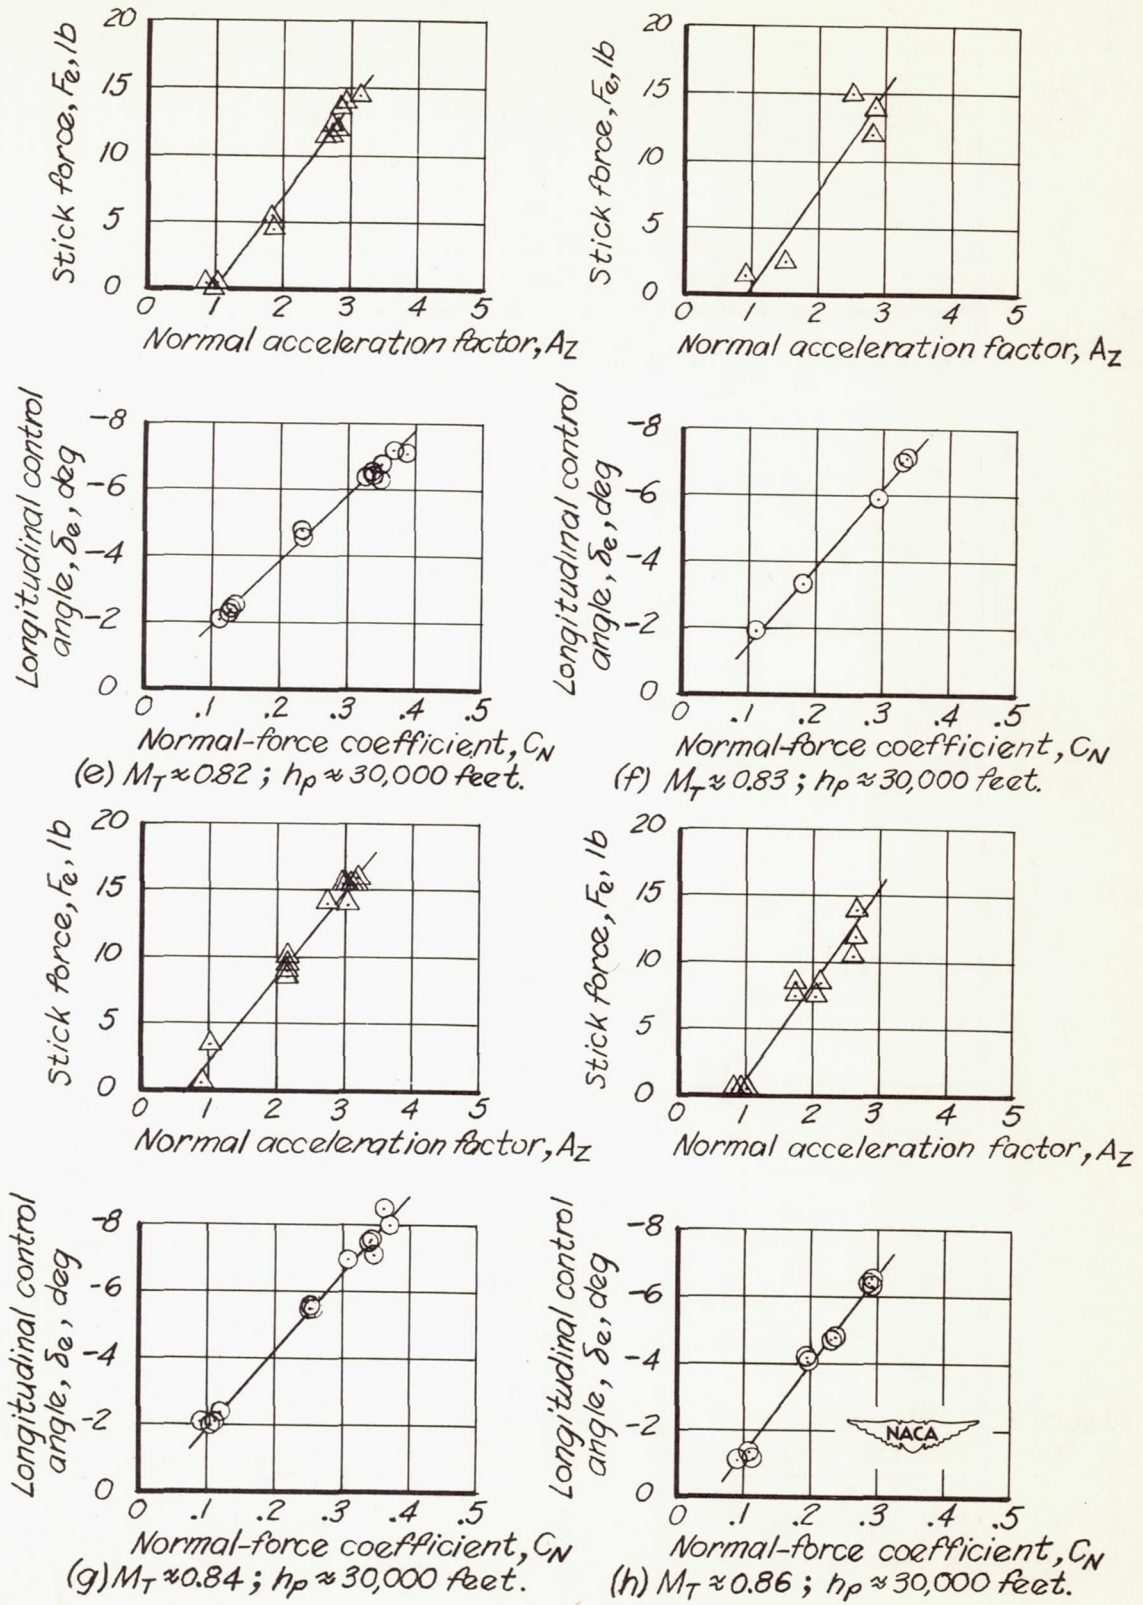 Stick force, Fe, lb
20
15
10
5
0
0 1 2 3 4 5
Normal acceleration factor, AZ
Stick force, Fe, lb
20
15
10
5
0
0 1 2 3 4 5
Normal acceleration factor, AZ
Longitudinal control
angle, δe, deg
-8
-6
-4
-2
0
0 .1 .2 .3 .4 .5
Normal-force coefficient, CN
(e) MT ≈ 0.82 ; hp ≈ 30,000 feet.
Longitudinal control
angle, δe, deg
-8
-6
-4
-2
0
0 .1 .2 .3 .4 .5
Normal-force coefficient, CN
(f) MT ≈ 0.83 ; hp ≈ 30,000 feet.
Stick force, Fe, lb
20
15
10
5
0
0 1 2 3 4 5
Normal acceleration factor, AZ
Stick force, Fe, lb
20
15
10
5
0
0 1 2 3 4 5
Normal acceleration factor, AZ
Longitudinal control
angle, δe, deg
-8
-6
-4
-2
0
0 .1 .2 .3 .4 .5
Normal-force coefficient, CN
(g) MT ≈ 0.84 ; hp ≈ 30,000 feet.
Longitudinal control
angle, δe, deg
-8
-6
-4
-2
0
NACA
0 .1 .2 .3 .4 .5
Normal-force coefficient, CN
(h) MT ≈ 0.86 ; hp ≈ 30,000 feet.